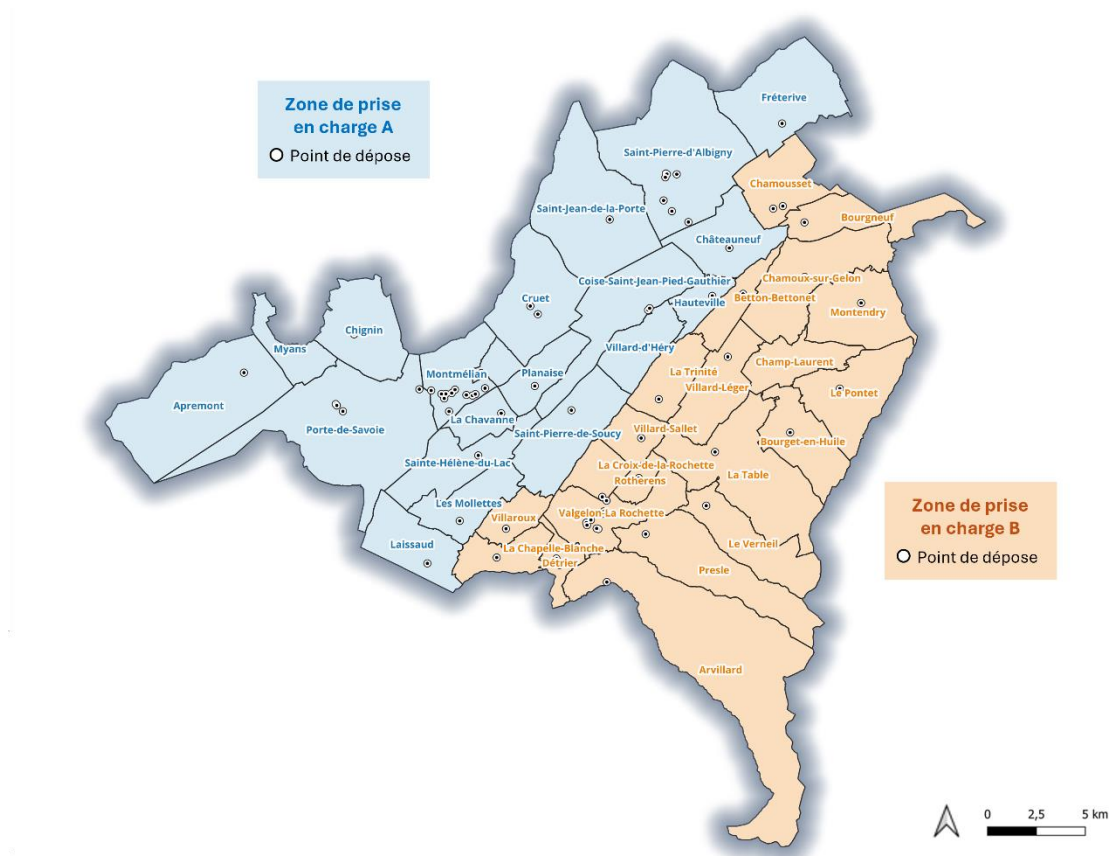 Zone de prise
en charge A
Point de dépose
Fréterive
Saint-Pierre-d'Albigny
Chamousset
Saint-Jean-de-la-Porte
Bourgneuf
Châteauneuf
Coise-Saint-Jean-Pied-Gauthier
Chamoux-sur-Gelon
Cruet
Hauteville
Betton-Bettonet
Montendry
Chignin
Myans
Villard-d'Héry
Champ-Laurent
Montmélian
Planaise
La Trinité
Villard-Léger
Le Pontet
Apremont
La Chavanne
Porte-de-Savoie
Saint-Pierre-de-Soucy
Villard-Sallet
Bourget-en-Huile
Sainte-Hélène-du-Lac
La Croix-de-la-Rochette
Rotherens
La Table
Les Mollettes
Villaroux
Valgelon-La Rochette
Laissaud
La Chapelle-Blanche
Détrier
Le Verneil
Presle
Arvillard
Zone de prise
en charge B
Point de dépose
0 2,5 5 km